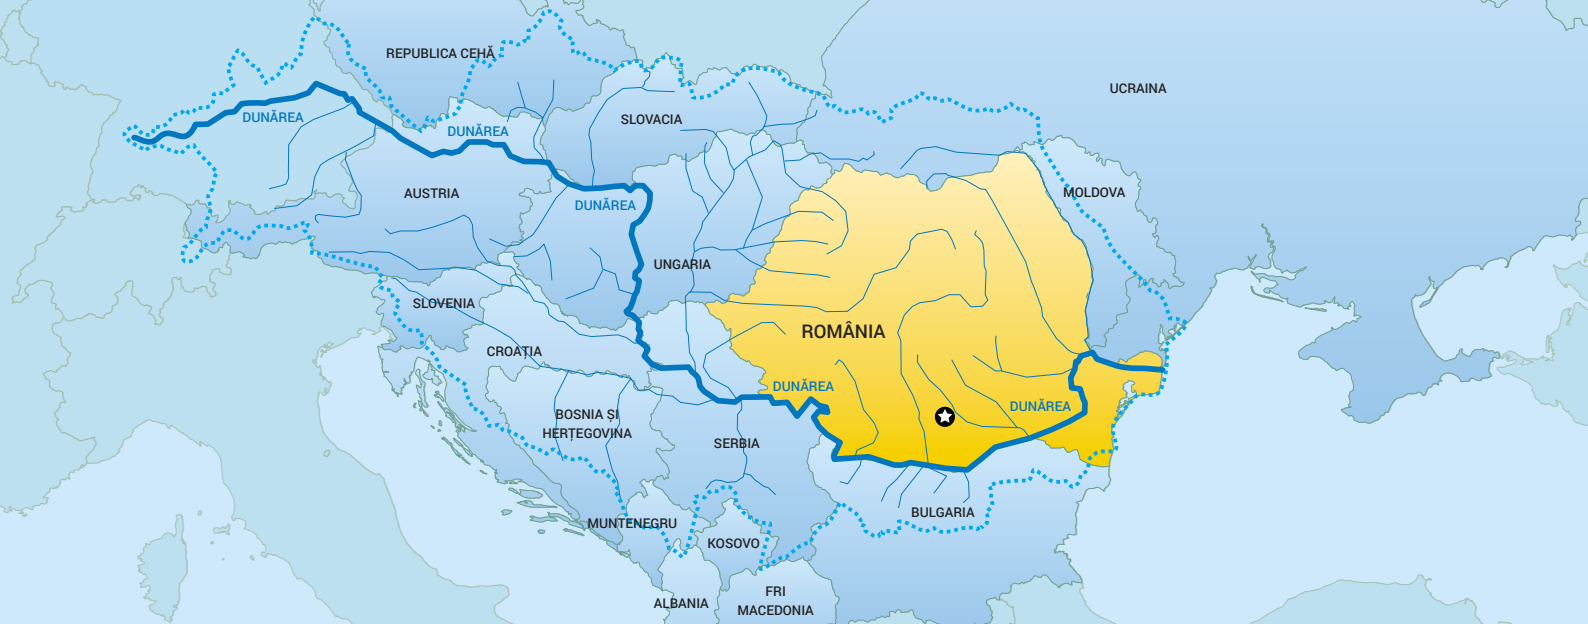 REPUBLICA CEHĂ
UCRAINA
DUNĂREA
SLOVACIA
DUNĂREA
AUSTRIA
MOLDOVA
DUNĂREA
UNGARIA
SLOVENIA
ROMÂNIA
CROAȚIA
DUNĂREA
DUNĂREA
BOSNIA ȘI
HERȚEGOVINA
SERBIA
BULGARIA
MUNTENEGRU
KOSOVO
FRI
MACEDONIA
ALBANIA